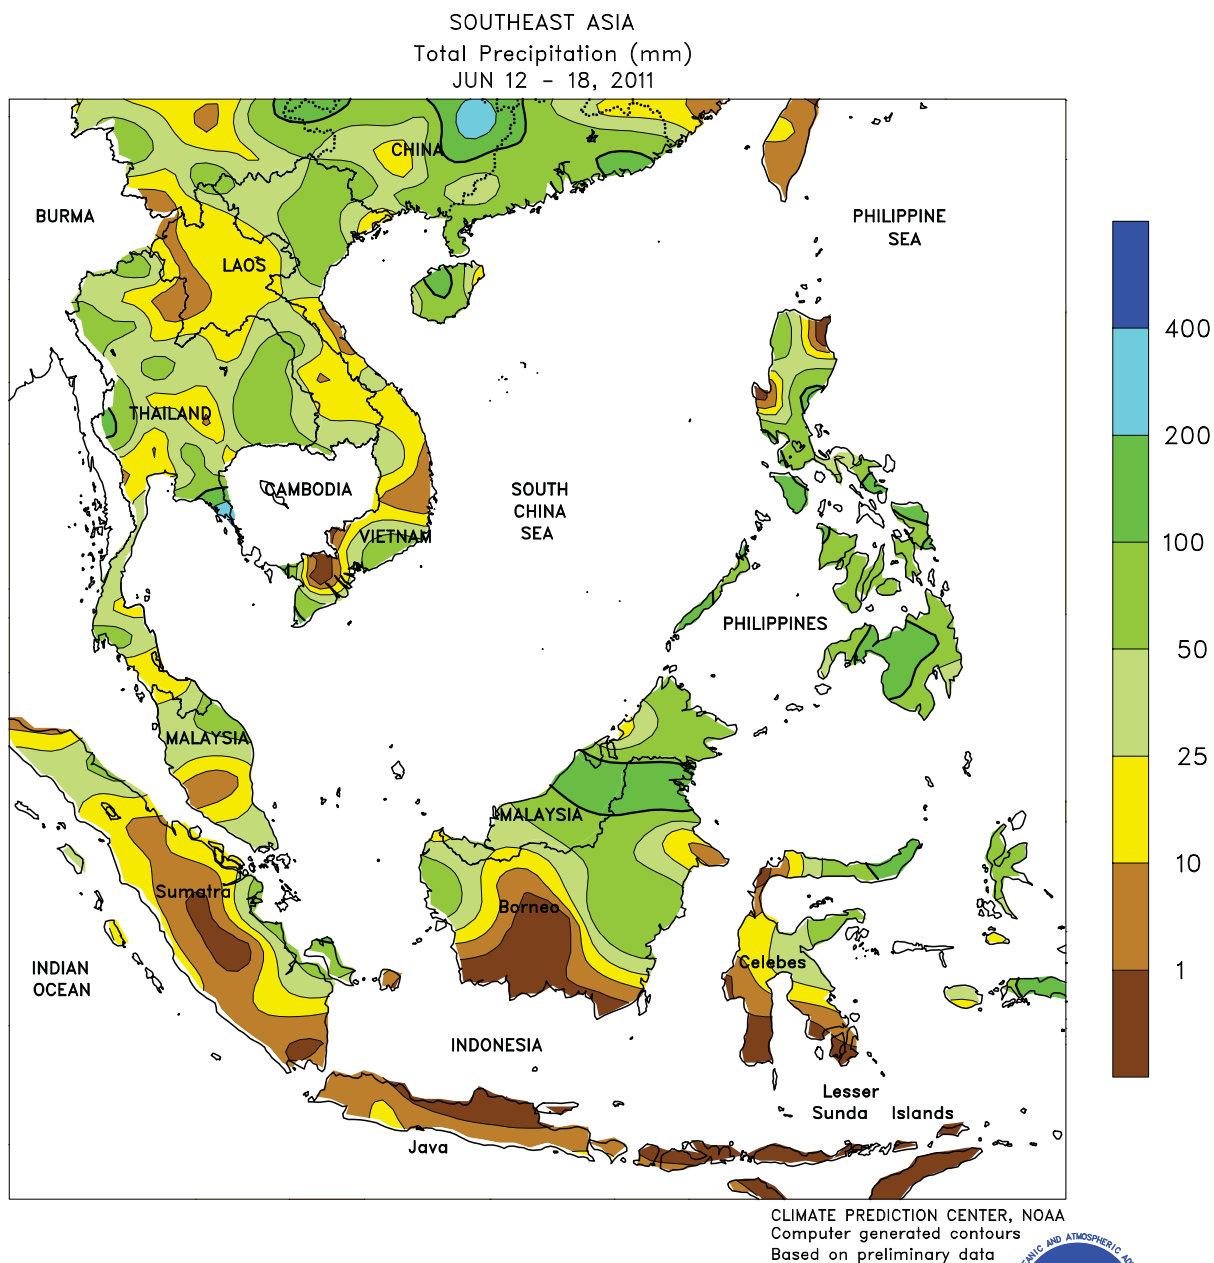 SOUTHEAST ASIA
Total Precipitation (mm)
JUN 12 - 18, 2011
CHINA
BURMA
PHILIPPINE
SEA
LAOS
400
THAILAND
200
CAMBODIA
SOUTH
CHINA
SEA
VIETNAM
100
PHILIPPINES
50
MALAYSIA
25
MALAYSIA
10
Sumatra
Borneo
Celebes
INDIAN
OCEAN
1
INDONESIA
Lesser
Sunda Islands
Java
CLIMATE PREDICTION CENTER, NOAA
Computer generated contours
Based on preliminary data
AND ATMOSPHERIC